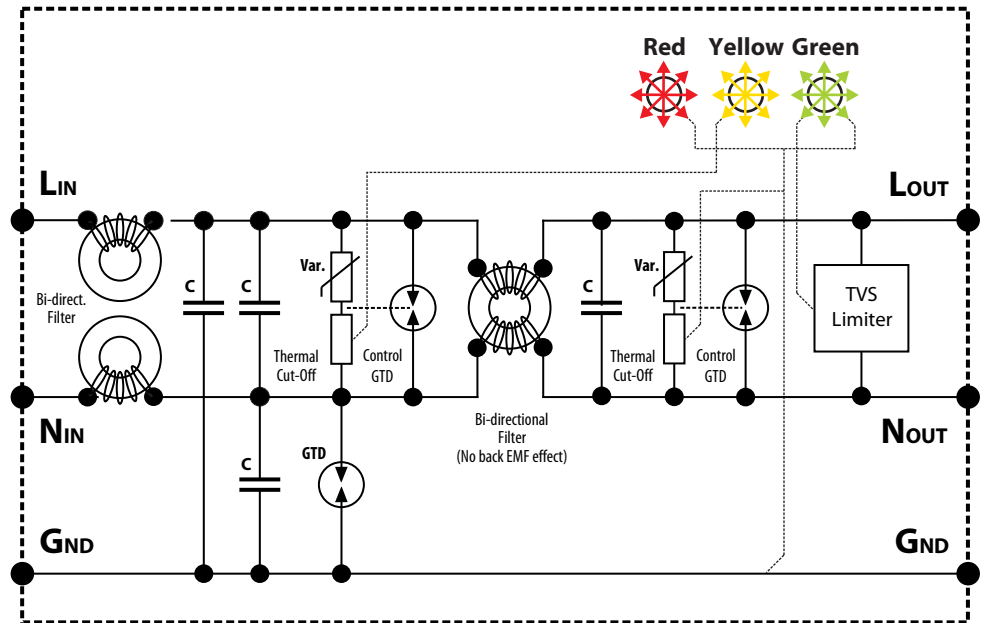 Red Yellow Green
LIN
LOUT
Bi-direct.
Filter
C
C
Var.
Thermal
Cut-Off
Control
GTD
C
Var.
Thermal
Cut-Off
Control
GTD
TVS
Limiter
NIN
NOUT
Bi-directional
Filter
(No back EMF effect)
C
GTD
GND
GND